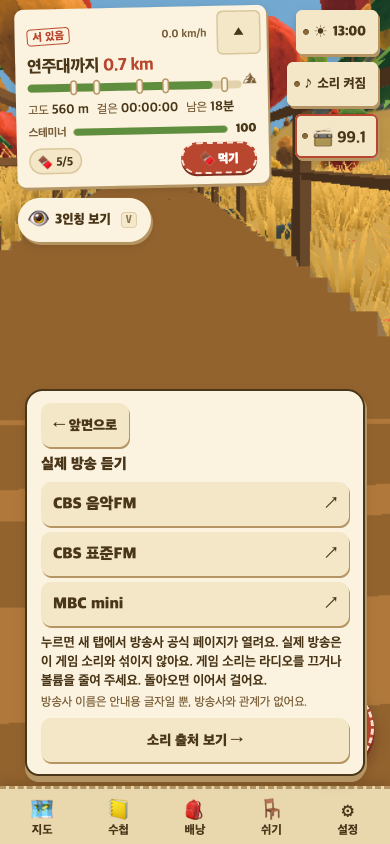 서 있음
0.0 km/h
▲
연주대까지 0.7 km
고도 560 m 걸은 00:00:00 남은 18분
스테미너 100
5/5
먹기
13:00
♪ 소리 켜짐
99.1
3인칭 보기 V
← 앞면으로
실제 방송 듣기
CBS 음악FM ↗
CBS 표준FM ↗
MBC mini ↗
누르면 새 탭에서 방송사 공식 페이지가 열려요. 실제 방송은
이 게임 소리와 섞이지 않아요. 게임 소리는 라디오를 끄거나
볼륨을 줄여 주세요. 돌아오면 이어서 걸어요.
방송사 이름은 안내용 글자일 뿐, 방송사와 관계가 없어요.
소리 출처 보기 →
지도
수첩
배낭
쉬기
설정